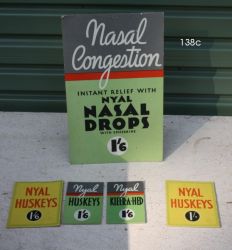 138c
Nasal
Congestion
INSTANT RELIEF WITH
NYAL
NASAL
DROPS
WITH EPHEDRINE
1/6
NYAL
HUSKEYS
1/6
Nyal
HUSKEYS
1/6
Nyal
KLEER-A-HED
1/6
NYAL
HUSKEYS
1/-